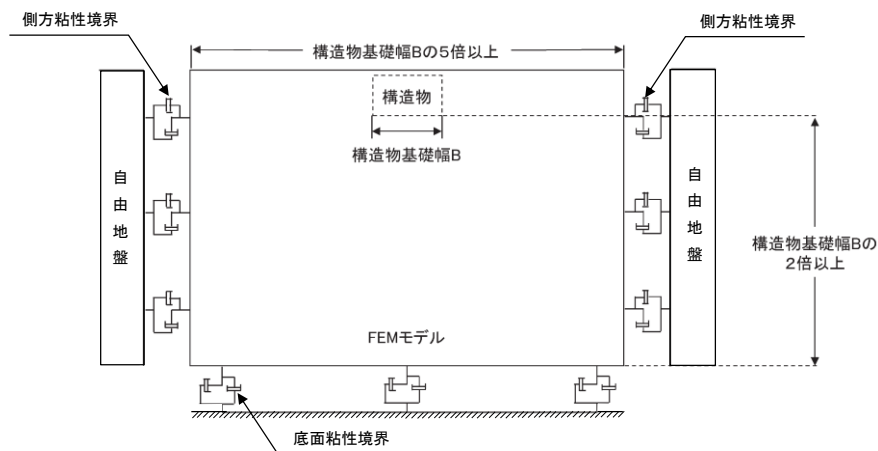 側方粘性境界
構造物基礎幅Bの5倍以上
側方粘性境界
構造物
構造物基礎幅B
自由地盤
自由地盤
構造物基礎幅Bの
2倍以上
FEMモデル
底面粘性境界